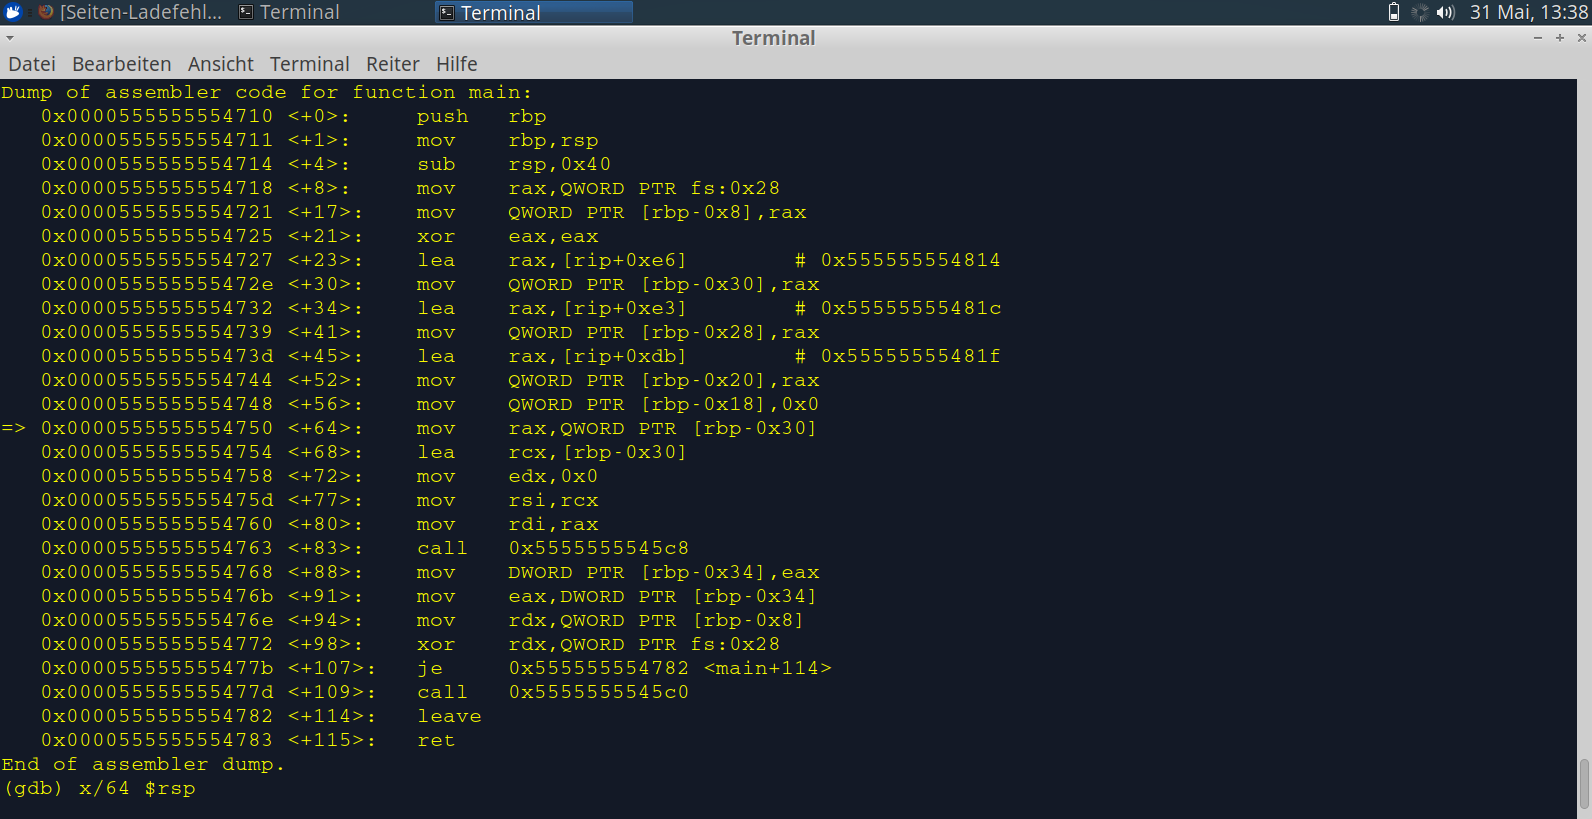 [Seiten-Ladefehl... Terminal Terminal 31 Mai, 13:38
Terminal
Datei Bearbeiten Ansicht Terminal Reiter Hilfe
Dump of assembler code for function main:
0x0000555555554710 <+0>: push rbp
0x0000555555554711 <+1>: mov rbp,rsp
0x0000555555554714 <+4>: sub rsp,0x40
0x0000555555554718 <+8>: mov rax,QWORD PTR fs:0x28
0x0000555555554721 <+17>: mov QWORD PTR [rbp-0x8],rax
0x0000555555554725 <+21>: xor eax,eax
0x0000555555554727 <+23>: lea rax,[rip+0xe6] # 0x555555554814
0x000055555555472e <+30>: mov QWORD PTR [rbp-0x30],rax
0x0000555555554732 <+34>: lea rax,[rip+0xe3] # 0x55555555481c
0x0000555555554739 <+41>: mov QWORD PTR [rbp-0x28],rax
0x000055555555473d <+45>: lea rax,[rip+0xdb] # 0x55555555481f
0x0000555555554744 <+52>: mov QWORD PTR [rbp-0x20],rax
0x0000555555554748 <+56>: mov QWORD PTR [rbp-0x18],0x0
=> 0x0000555555554750 <+64>: mov rax,QWORD PTR [rbp-0x30]
0x0000555555554754 <+68>: lea rcx,[rbp-0x30]
0x0000555555554758 <+72>: mov edx,0x0
0x000055555555475d <+77>: mov rsi,rcx
0x0000555555554760 <+80>: mov rdi,rax
0x0000555555554763 <+83>: call 0x5555555545c8
0x0000555555554768 <+88>: mov DWORD PTR [rbp-0x34],eax
0x000055555555476b <+91>: mov eax,DWORD PTR [rbp-0x34]
0x000055555555476e <+94>: mov rdx,QWORD PTR [rbp-0x8]
0x0000555555554772 <+98>: xor rdx,QWORD PTR fs:0x28
0x000055555555477b <+107>: je 0x555555554782 <main+114>
0x000055555555477d <+109>: call 0x5555555545c0
0x0000555555554782 <+114>: leave
0x0000555555554783 <+115>: ret
End of assembler dump.
(gdb) x/64 $rsp